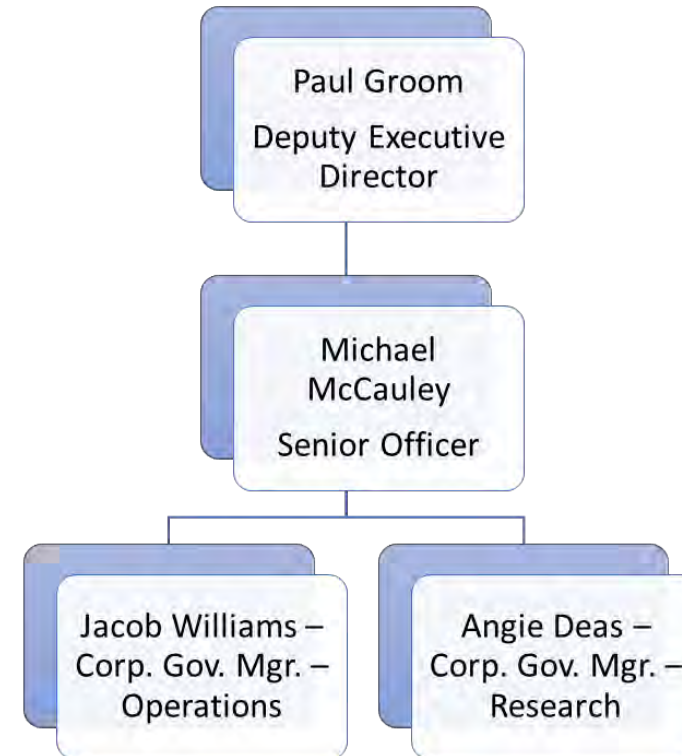 Paul Groom
Deputy Executive
Director
Michael
McCauley
Senior Officer
Jacob Williams –
Corp. Gov. Mgr. –
Operations
Angie Deas –
Corp. Gov. Mgr. –
Research